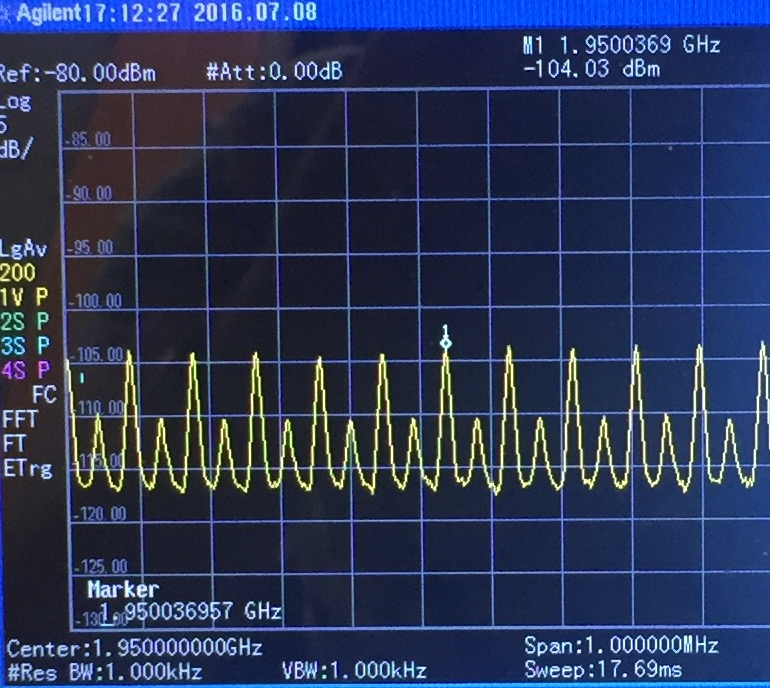 Agilent 17:12:27 2016.07.08
M1 1.9500369 GHz
Ref:-80.00dBm #Att:0.00dB -104.03 dBm
Log
5
dB/
-85.00
-90.00
-95.00
LgAv
200
1V P
2S P
3S P
4S P
FC
FFT
FT
ETrg
-100.00
1
-105.00
-110.00
-115.00
-120.00
-125.00
Marker
1.950036957 GHz
Center:1.950000000GHz Span:1.000000MHz
#Res BW:1.000kHz VBW:1.000kHz Sweep:17.69ms